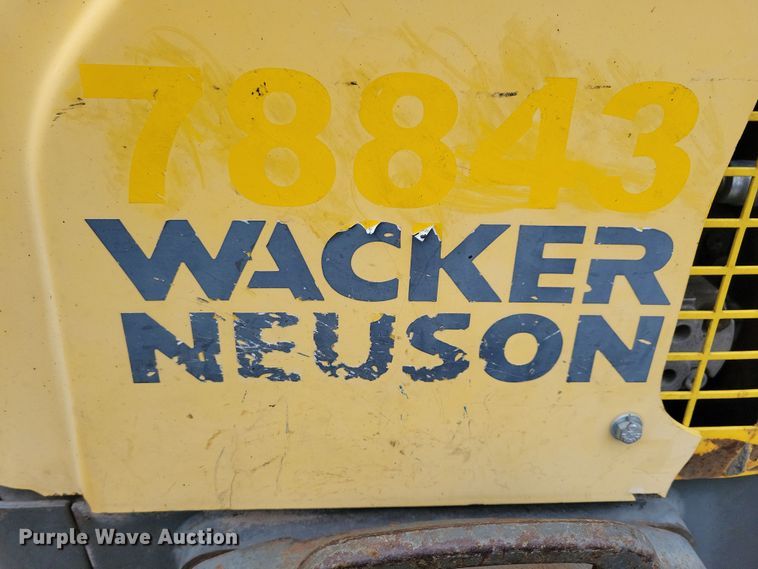 78843
WACKER
NEUSON
Purple Wave Auction®